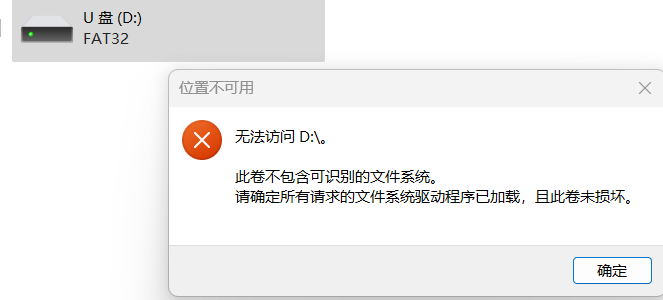 U 盘 (D:)
FAT32
位置不可用
无法访问 D:\。
此卷不包含可识别的文件系统。
请确定所有请求的文件系统驱动程序已加载，且此卷未损坏。
确定